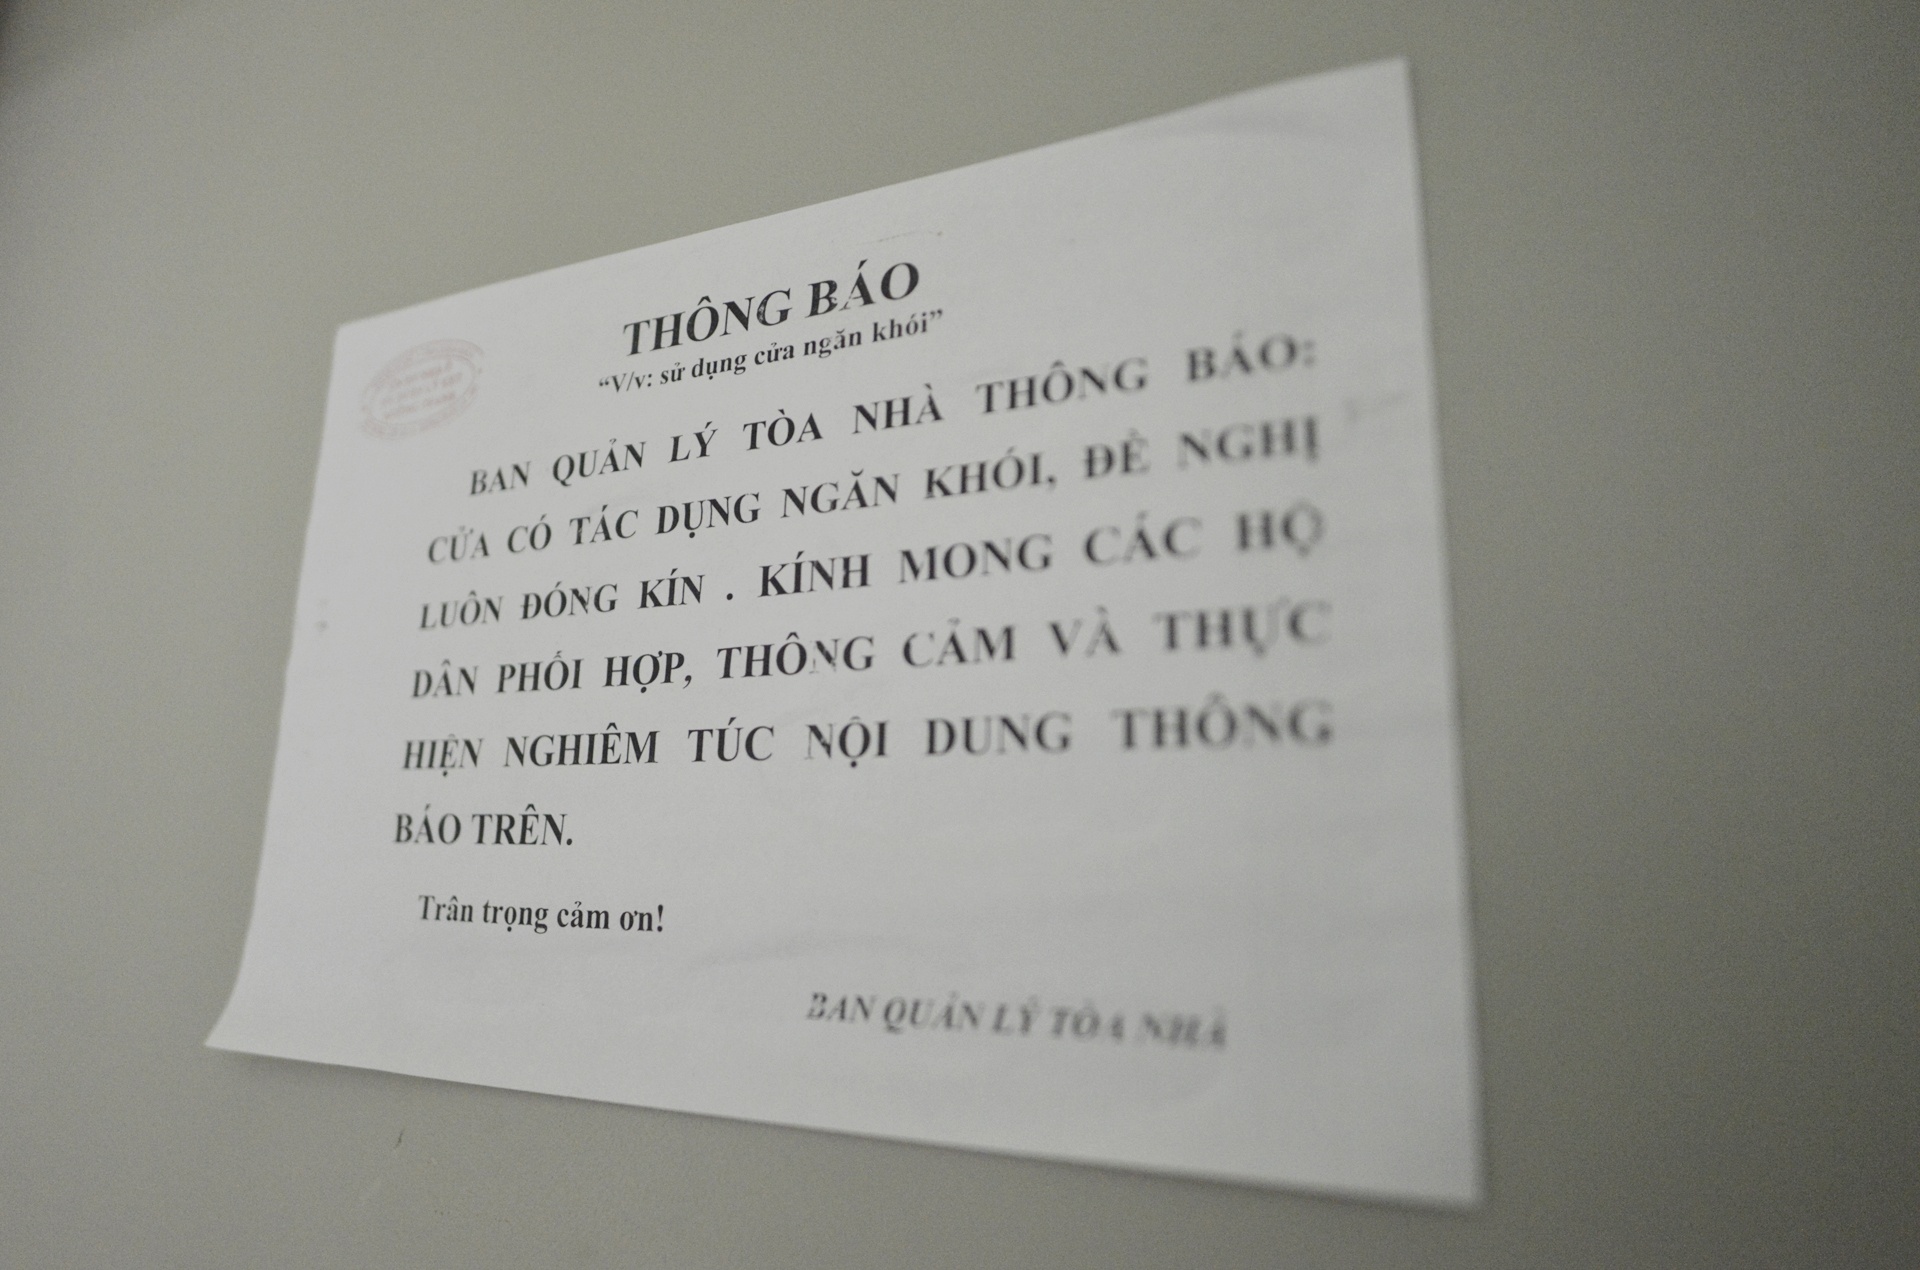 THÔNG BÁO
“V/v: sử dụng cửa ngăn khói”
BAN QUẢN LÝ TÒA NHÀ THÔNG BÁO:
CỬA CÓ TÁC DỤNG NGĂN KHÓI, ĐỀ NGHỊ
LUÔN ĐÓNG KÍN . KÍNH MONG CÁC HỘ
DÂN PHỐI HỢP, THÔNG CẢM VÀ THỰC
HIỆN NGHIÊM TÚC NỘI DUNG THÔNG
BÁO TRÊN.
Trân trọng cảm ơn!
BAN QUẢN LÝ TÒA NHÀ